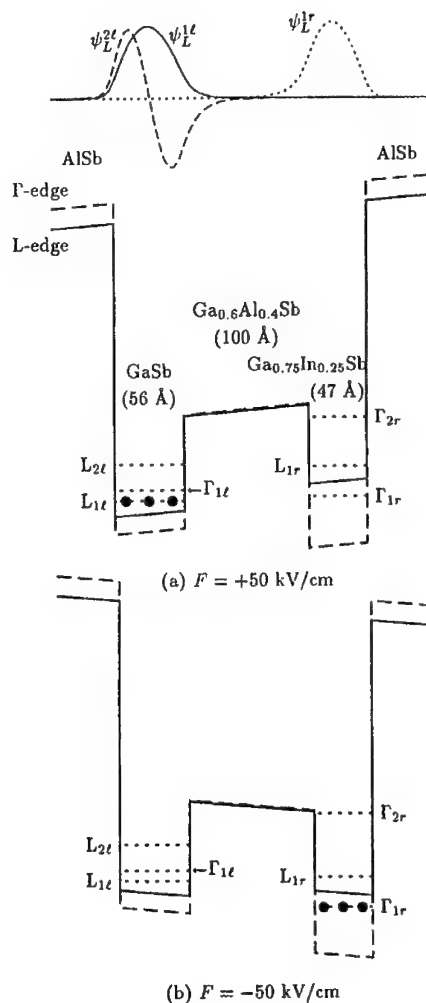 ψ_L^{2ℓ} ψ_L^{1ℓ} ψ_L^{1r}
AlSb AlSb
Γ-edge
L-edge
Ga₀.₆Al₀.₄Sb
(100 Å)
GaSb Ga₀.₇₅In₀.₂₅Sb
(56 Å) (47 Å)
Γ₂ᵣ
L₂ℓ L₁ᵣ
L₁ℓ ←Γ₁ℓ Γ₁ᵣ
(a) F = +50 kV/cm
L₂ℓ Γ₂ᵣ
L₁ℓ ←Γ₁ℓ L₁ᵣ
Γ₁ᵣ
(b) F = −50 kV/cm